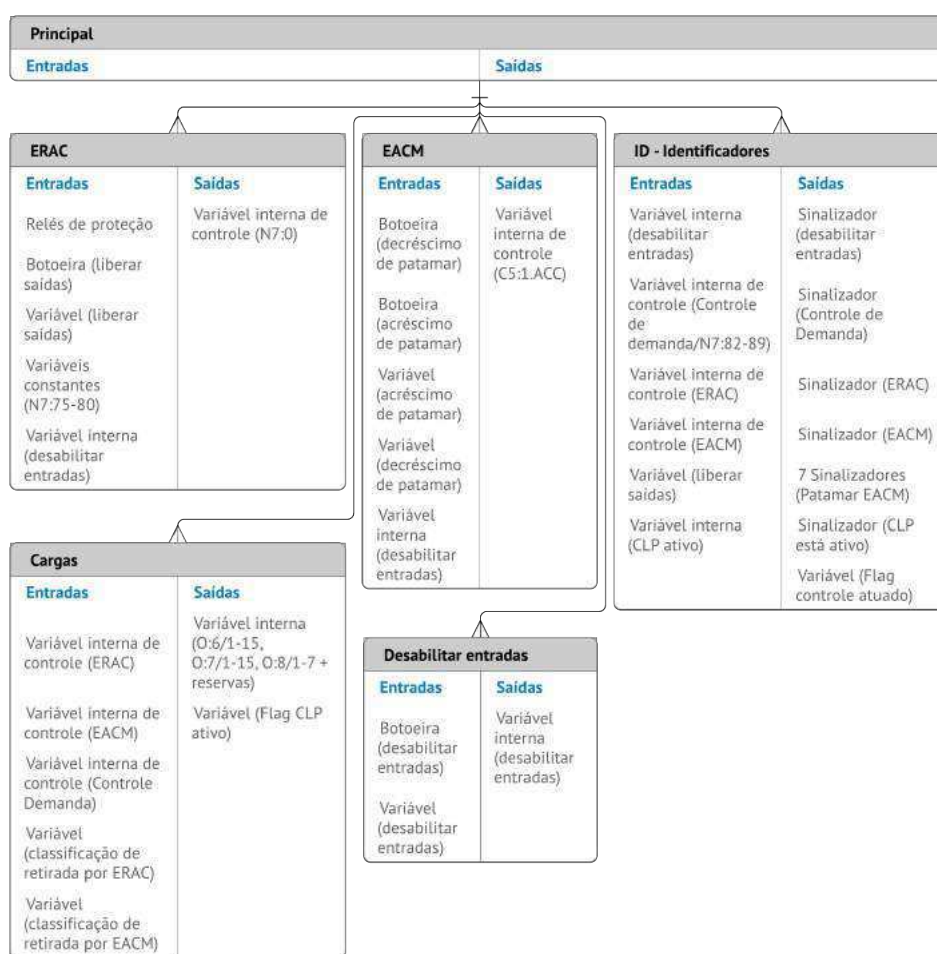 Principal
Entradas
Saídas
ERAC
Entradas
Saídas
Relés de proteção
Botoeira (liberar
saídas)
Variável (liberar
saídas)
Variáveis
constantes
(N7:75-80)
Variável interna
(desabilitar
entradas)
Variável interna de
controle (N7:0)
EACM
Entradas
Saídas
Botoeira
(decréscimo
de patamar)
Botoeira
(acréscimo
de patamar)
Variável
(acréscimo
de patamar)
Variável
(decréscimo
de patamar)
Variável
interna
(desabilitar
entradas)
Variável
interna de
controle
(C5:1.ACC)
ID - Identificadores
Entradas
Saídas
Variável interna
(desabilitar
entradas)
Variável interna de
controle (Controle
de
demanda/N7:82-89)
Variável interna de
controle (ERAC)
Variável interna de
controle (EACM)
Variável (liberar
saídas)
Variável interna
(CLP ativo)
Sinalizador
(desabilitar
entradas)
Sinalizador
(Controle de
Demanda)
Sinalizador (ERAC)
Sinalizador (EACM)
7 Sinalizadores
(Patamar EACM)
Sinalizador (CLP
está ativo)
Variável (Flag
controle atuado)
Cargas
Entradas
Saídas
Variável interna de
controle (ERAC)
Variável interna de
controle (EACM)
Variável interna de
controle (Controle
Demanda)
Variável
(classificação de
retirada por ERAC)
Variável
(classificação de
retirada por EACM)
Variável interna
(O:6/1-15,
O:7/1-15, O:8/1-7 +
reservas)
Variável (Flag CLP
ativo)
Desabilitar entradas
Entradas
Saídas
Botoeira
(desabilitar
entradas)
Variável
(desabilitar
entradas)
Variável
interna
(desabilitar
entradas)